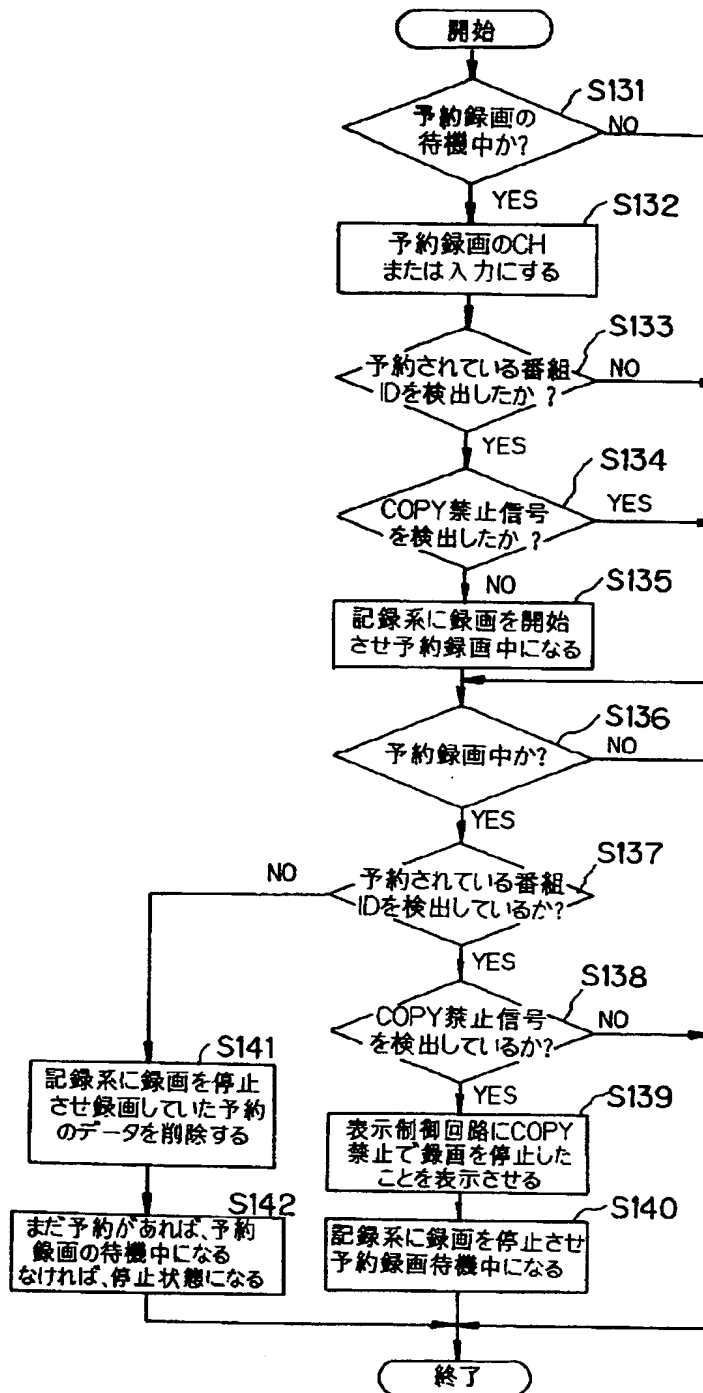 開始
S131
予約録画の
待機中か?
NO
YES
S132
予約録画のCH
または入力にする
S133
予約されている番組
IDを検出したか?
NO
YES
S134
COPY禁止信号
を検出したか?
YES
NO
S135
記録系に録画を開始
させ予約録画中になる
S136
予約録画中か?
NO
YES
S137
予約されている番組
IDを検出しているか?
NO
YES
S138
COPY禁止信号
を検出しているか?
NO
YES
S139
表示制御回路にCOPY
禁止で録画を停止した
ことを表示させる
S140
記録系に録画を停止させ
予約録画待機中になる
S141
記録系に録画を停止
させ録画していた予約
のデータを削除する
S142
まだ予約があれば、予約
録画の待機中になる
なければ、停止状態になる
終了